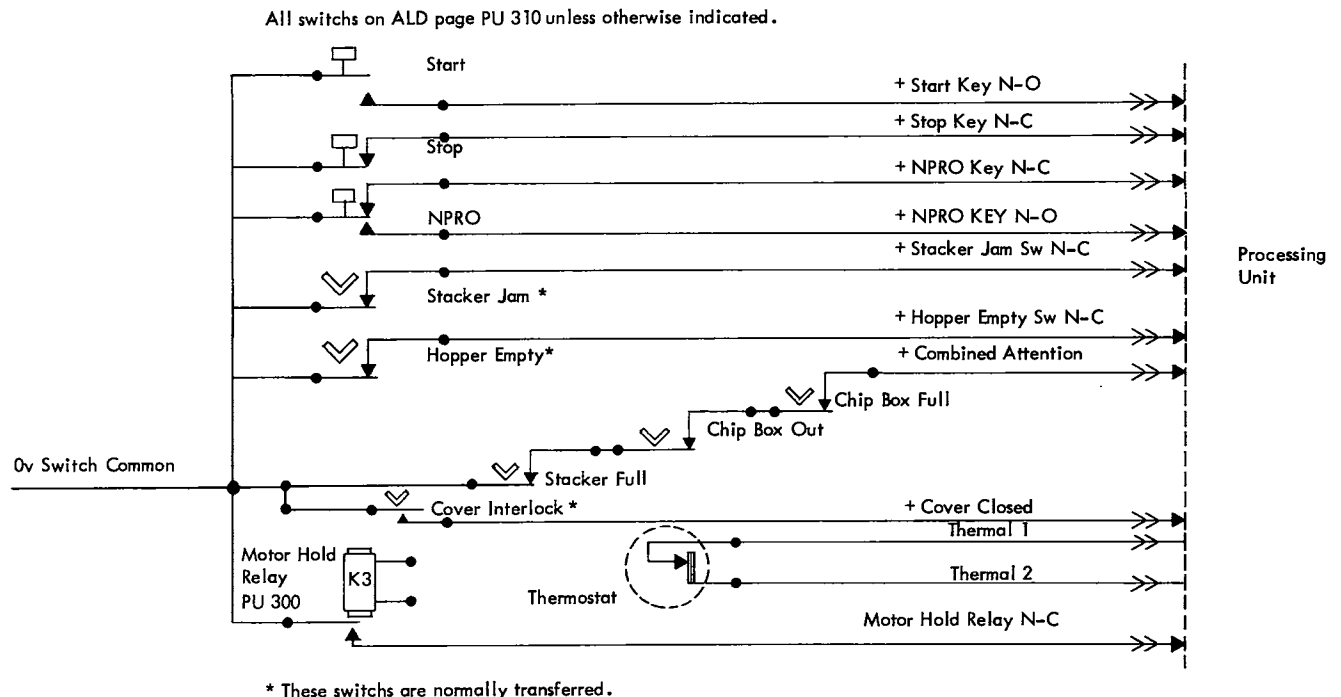 All switchs on ALD page PU 310 unless otherwise indicated.
Start
+ Start Key N-O
+ Stop Key N-C
Stop
+ NPRO Key N-C
NPRO
+ NPRO KEY N-O
+ Stacker Jam Sw N-C
Processing
Unit
Stacker Jam *
+ Hopper Empty Sw N-C
Hopper Empty*
+ Combined Attention
Chip Box Full
Chip Box Out
0v Switch Common
Stacker Full
Cover Interlock *
+ Cover Closed
Thermal 1
Motor Hold
Relay
PU 300
K3
Thermal 2
Thermostat
Motor Hold Relay N-C
* These switchs are normally transferred.